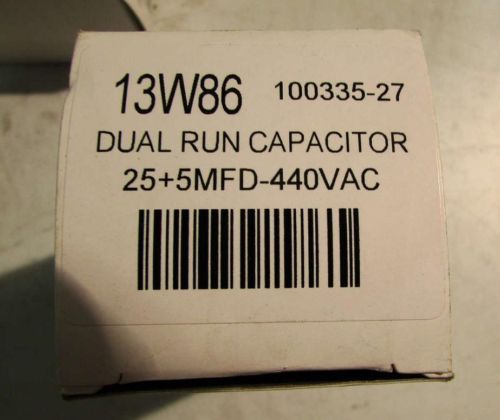 13W86 100335-27
DUAL RUN CAPACITOR
25+5MFD-440VAC